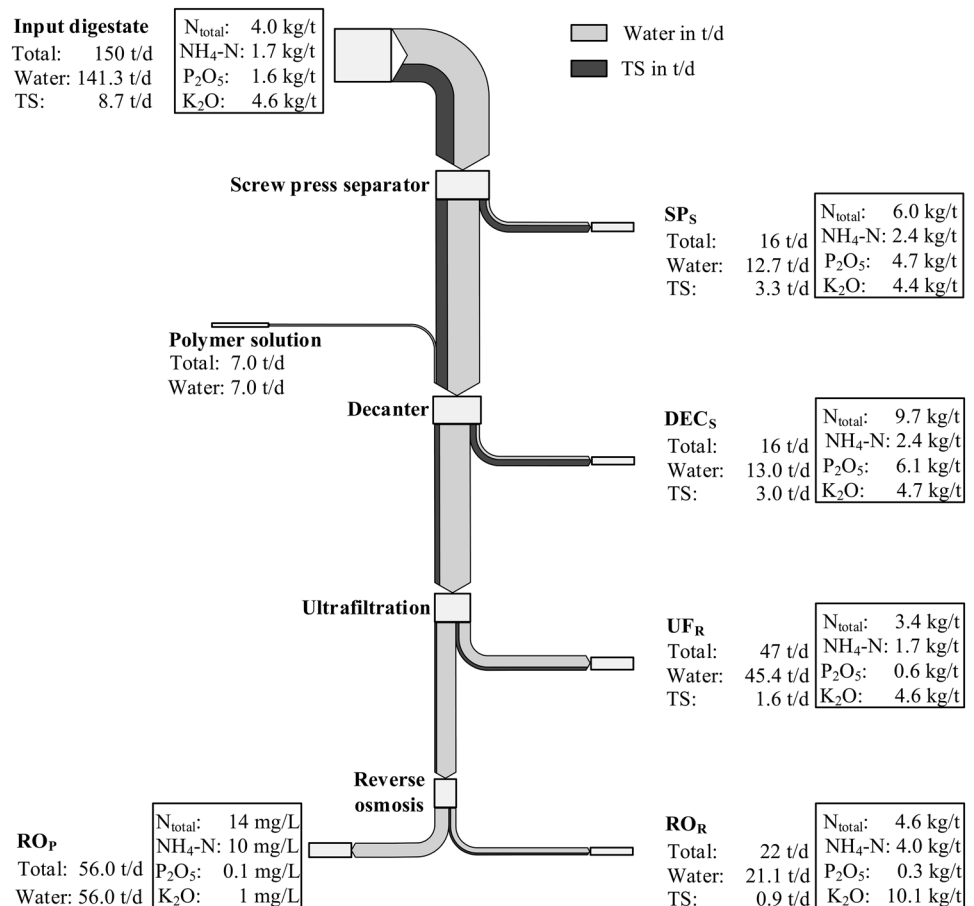 Input digestate
Total: 150 t/d
Water: 141.3 t/d
TS: 8.7 t/d
N_total: 4.0 kg/t
NH₄-N: 1.7 kg/t
P₂O₅: 1.6 kg/t
K₂O: 4.6 kg/t
Water in t/d
TS in t/d
Screw press separator
SP_S
Total: 16 t/d
Water: 12.7 t/d
TS: 3.3 t/d
N_total: 6.0 kg/t
NH₄-N: 2.4 kg/t
P₂O₅: 4.7 kg/t
K₂O: 4.4 kg/t
Polymer solution
Total: 7.0 t/d
Water: 7.0 t/d
Decanter
DEC_S
Total: 16 t/d
Water: 13.0 t/d
TS: 3.0 t/d
N_total: 9.7 kg/t
NH₄-N: 2.4 kg/t
P₂O₅: 6.1 kg/t
K₂O: 4.7 kg/t
Ultrafiltration
UF_R
Total: 47 t/d
Water: 45.4 t/d
TS: 1.6 t/d
N_total: 3.4 kg/t
NH₄-N: 1.7 kg/t
P₂O₅: 0.6 kg/t
K₂O: 4.6 kg/t
Reverse
osmosis
RO_P
Total: 56.0 t/d
Water: 56.0 t/d
N_total: 14 mg/L
NH₄-N: 10 mg/L
P₂O₅: 0.1 mg/L
K₂O: 1 mg/L
RO_R
Total: 22 t/d
Water: 21.1 t/d
TS: 0.9 t/d
N_total: 4.6 kg/t
NH₄-N: 4.0 kg/t
P₂O₅: 0.3 kg/t
K₂O: 10.1 kg/t